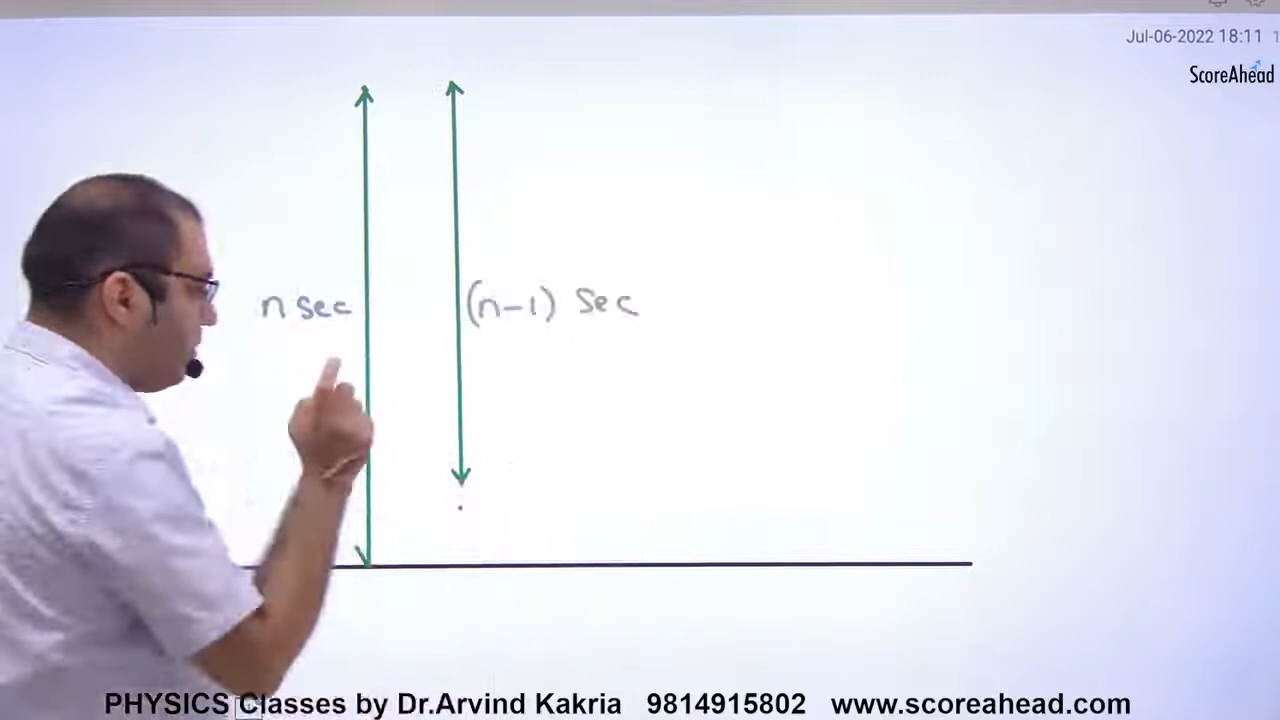 Jul-06-2022 18:11
ScoreAhead
n sec
(n-1) sec
PHYSICS Classes by Dr.Arvind Kakria 9814915802 www.scoreahead.com